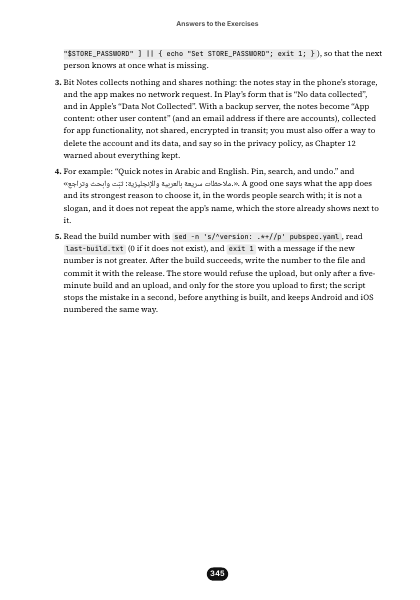 Answers to the Exercises
"$STORE_PASSWORD" ] || { echo "Set STORE_PASSWORD"; exit 1; } ), so that the next
person knows at once what is missing.
3. Bit Notes collects nothing and shares nothing: the notes stay in the phone's storage,
and the app makes no network request. In Play's form that is “No data collected”,
and in Apple's “Data Not Collected”. With a backup server, the notes become “App
content: other user content” (and an email address if there are accounts), collected
for app functionality, not shared, encrypted in transit; you must also offer a way to
delete the account and its data, and say so in the privacy policy, as Chapter 12
warned about everything kept.
4. For example: “Quick notes in Arabic and English. Pin, search, and undo.” and
«ملاحظات سريعة بالعربية والإنجليزية: ثبّت وابحث وتراجع.». A good one says what the app does
and its strongest reason to choose it, in the words people search with; it is not a
slogan, and it does not repeat the app's name, which the store already shows next to
it.
5. Read the build number with sed -n 's/^version: .*+//p' pubspec.yaml , read
last-build.txt (0 if it does not exist), and exit 1 with a message if the new
number is not greater. After the build succeeds, write the number to the file and
commit it with the release. The store would refuse the upload, but only after a five-
minute build and an upload, and only for the store you upload to first; the script
stops the mistake in a second, before anything is built, and keeps Android and iOS
numbered the same way.
345